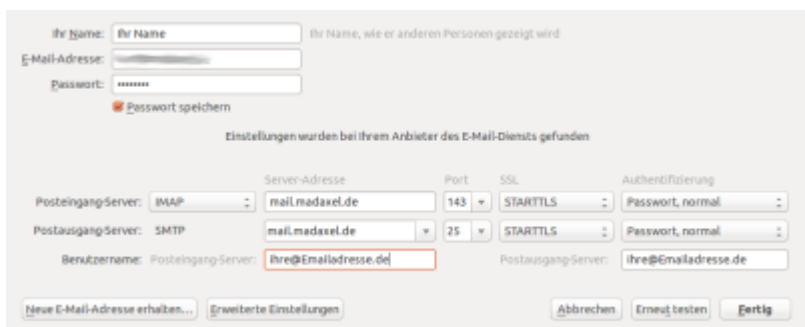 Ihr Name: Ihr Name Ihr Name, wie er anderen Personen gezeigt wird
E-Mail-Adresse:
Passwort: ••••••••
Passwort speichern
Einstellungen wurden bei Ihrem Anbieter des E-Mail-Diensts gefunden
Server-Adresse Port SSL Authentifizierung
Posteingang-Server: IMAP mail.madaxel.de 143 STARTTLS Passwort, normal
Postausgang-Server: SMTP mail.madaxel.de 25 STARTTLS Passwort, normal
Benutzername: Posteingang-Server: Ihre@Emailadresse.de Postausgang-Server: Ihre@Emailadresse.de
Neue E-Mail-Adresse erhalten... Erweiterte Einstellungen Abbrechen Erneut testen Fertig